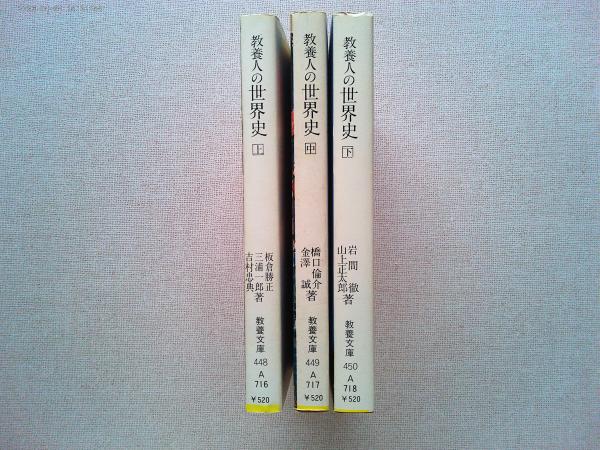 教養人の世界史 上
板倉勝正
三浦一郎著
吉村忠典
教養文庫
448
A
716
¥520
教養人の世界史 中
橋口倫介
金澤 誠著
教養文庫
449
A
717
¥520
教養人の世界史 下
岩間 徹
山上正太郎著
教養文庫
450
A
718
¥520